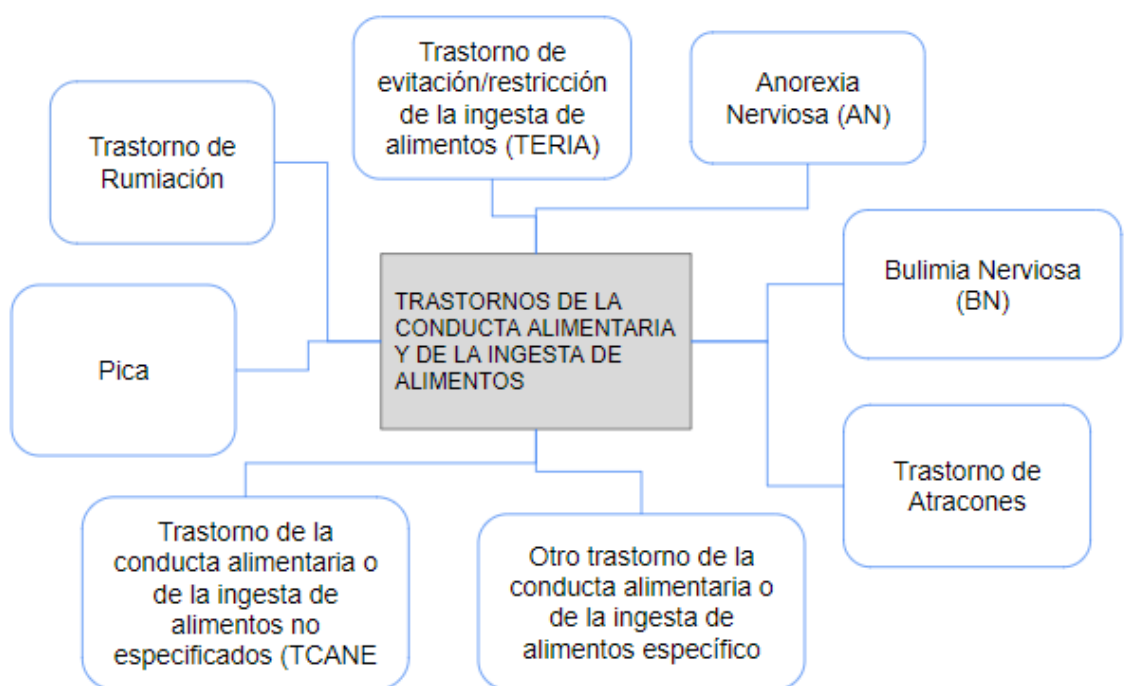 Trastorno de
evitación/restricción
de la ingesta de
alimentos (TERIA)
Anorexia
Nerviosa (AN)
Trastorno de
Rumiación
Bulimia Nerviosa
(BN)
TRASTORNOS DE LA
CONDUCTA ALIMENTARIA
Y DE LA INGESTA DE
ALIMENTOS
Pica
Trastorno de
Atracones
Trastorno de la
conducta alimentaria o
de la ingesta de
alimentos no
especificados (TCANE
Otro trastorno de la
conducta alimentaria o
de la ingesta de
alimentos específico